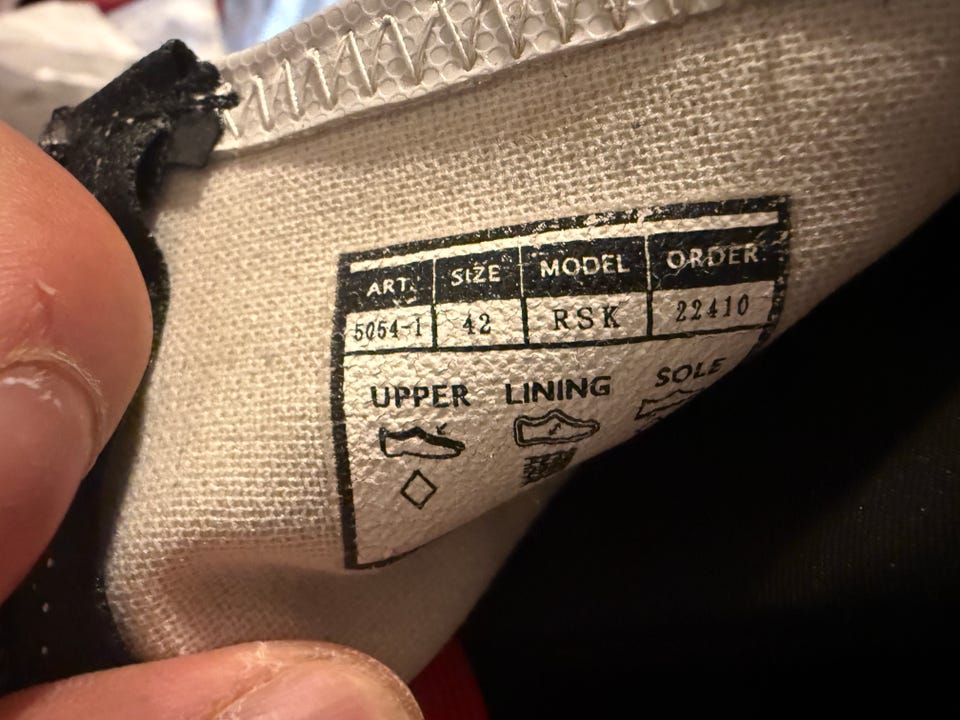 ART. SIZE MODEL ORDER
5054-1 42 RSK 22410
UPPER LINING SOLE